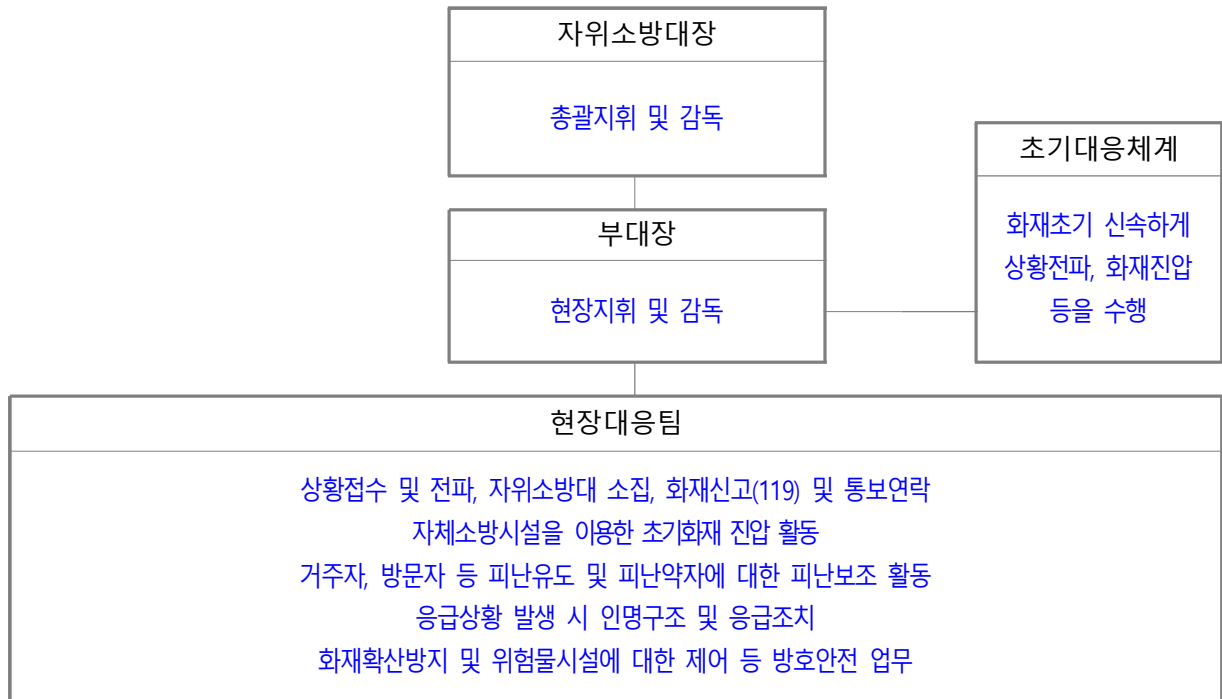 자위소방대장
총괄지휘 및 감독
초기대응체계
화재초기 신속하게
상황전파, 화재진압
등을 수행
부대장
현장지휘 및 감독
현장대응팀
상황접수 및 전파, 자위소방대 소집, 화재신고(119) 및 통보연락
자체소방시설을 이용한 초기화재 진압 활동
거주자, 방문자 등 피난유도 및 피난약자에 대한 피난보조 활동
응급상황 발생 시 인명구조 및 응급조치
화재확산방지 및 위험물시설에 대한 제어 등 방호안전 업무